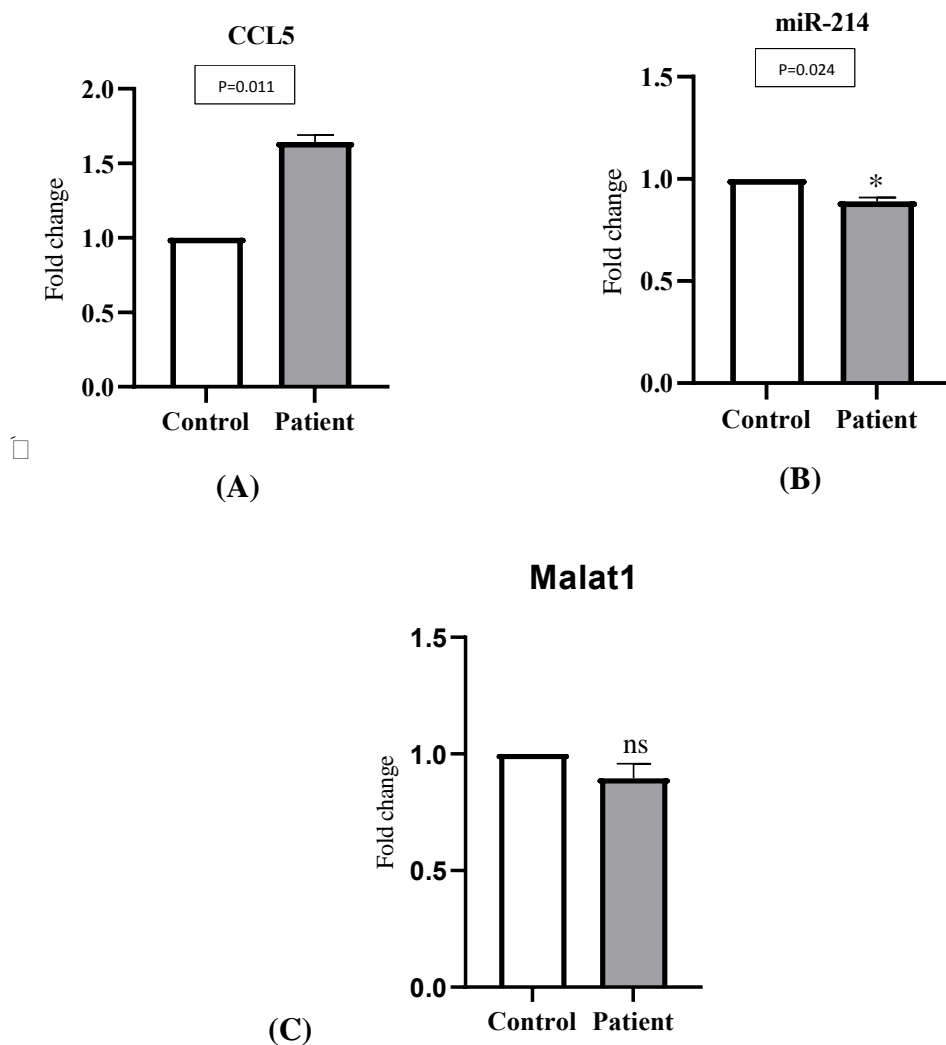 CCL5
P=0.011
Fold change
2.0
1.5
1.0
0.5
0.0
Control Patient
(A)
miR-214
P=0.024
Fold change
1.5
1.0
0.5
0.0
*
Control Patient
(B)
Malat1
Fold change
1.5
1.0
0.5
0.0
ns
Control Patient
(C)